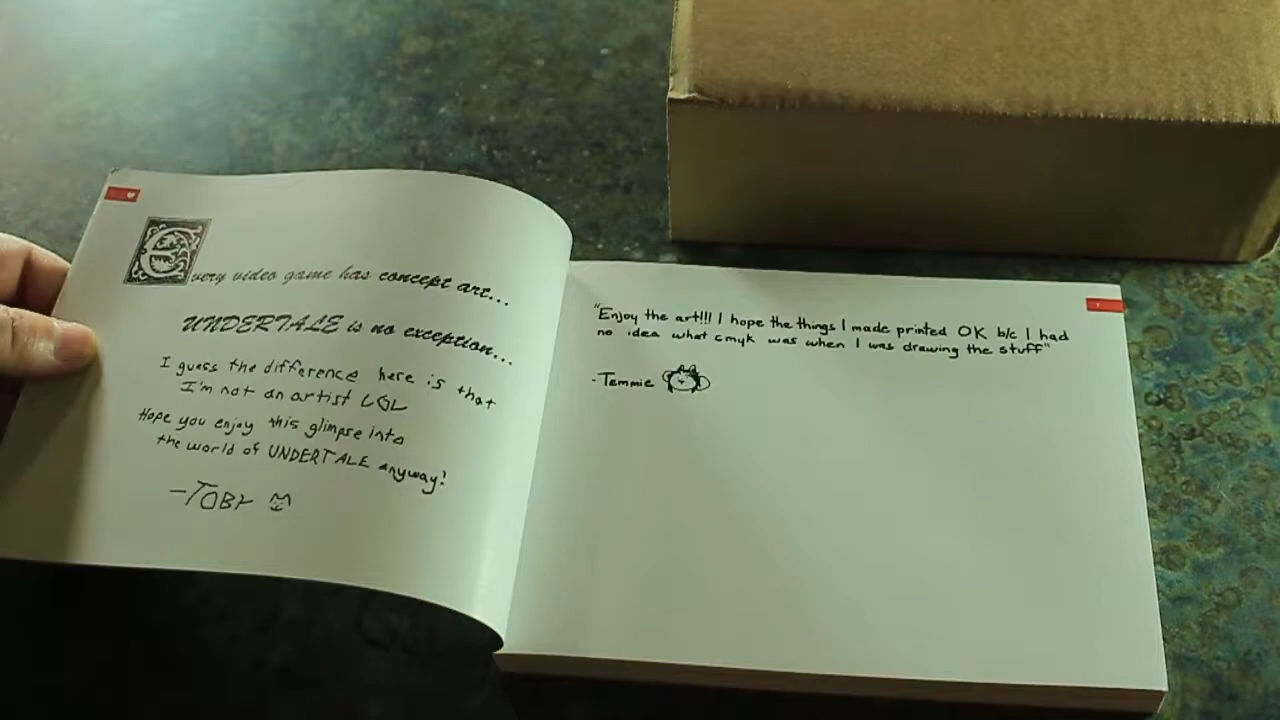 Every video game has concept art...
UNDERTALE is no exception...
I guess the difference here is that
I'm not an artist LOL
Hope you enjoy this glimpse into
the world of UNDERTALE anyway!
-TOBY
"Enjoy the art!!! I hope the things I made printed OK b/c I had
no idea what cmyk was when I was drawing the stuff"
-Temmie